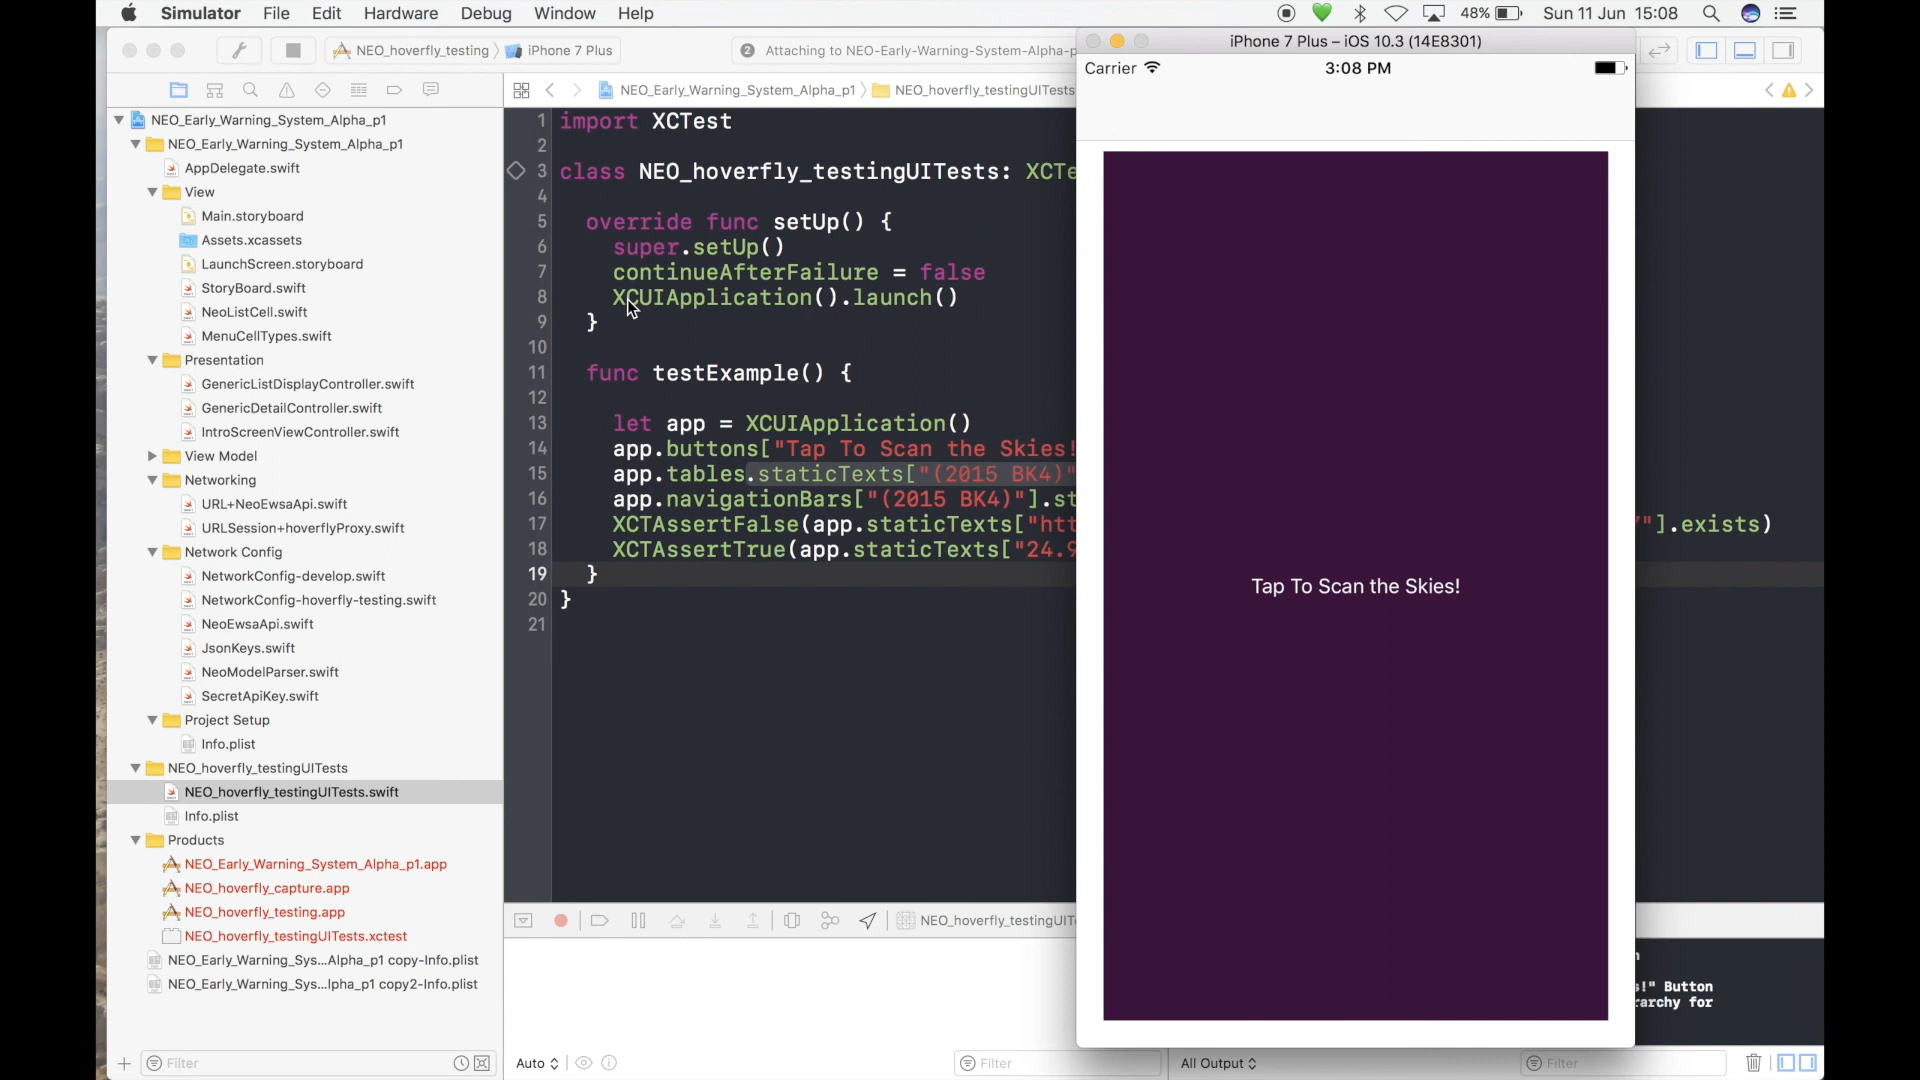 Simulator File Edit Hardware Debug Window Help 48% Sun 11 Jun 15:08
NEO_hoverfly_testing iPhone 7 Plus 2 Attaching to NEO-Early-Warning-System-Alpha-p
iPhone 7 Plus – iOS 10.3 (14E8301)
Carrier 3:08 PM
NEO_Early_Warning_System_Alpha_p1 NEO_hoverfly_testingUITests
NEO_Early_Warning_System_Alpha_p1
NEO_Early_Warning_System_Alpha_p1
AppDelegate.swift
View
Main.storyboard
Assets.xcassets
LaunchScreen.storyboard
StoryBoard.swift
NeoListCell.swift
MenuCellTypes.swift
Presentation
GenericListDisplayController.swift
GenericDetailController.swift
IntroScreenViewController.swift
View Model
Networking
URL+NeoEwsaApi.swift
URLSession+hoverflyProxy.swift
Network Config
NetworkConfig-develop.swift
NetworkConfig-hoverfly-testing.swift
NeoEwsaApi.swift
JsonKeys.swift
NeoModelParser.swift
SecretApiKey.swift
Project Setup
Info.plist
NEO_hoverfly_testingUITests
NEO_hoverfly_testingUITests.swift
Info.plist
Products
NEO_Early_Warning_System_Alpha_p1.app
NEO_hoverfly_capture.app
NEO_hoverfly_testing.app
NEO_hoverfly_testingUITests.xctest
NEO_Early_Warning_Sys...Alpha_p1 copy-Info.plist
NEO_Early_Warning_Sys...lpha_p1 copy2-Info.plist
Filter
1 import XCTest
2
3 class NEO_hoverfly_testingUITests: XCTe
4
5 override func setUp() {
6 super.setUp()
7 continueAfterFailure = false
8 XCUIApplication().launch()
9 }
10
11 func testExample() {
12
13 let app = XCUIApplication()
14 app.buttons["Tap To Scan the Skies!
15 app.tables.staticTexts["(2015 BK4)"
16 app.navigationBars["(2015 BK4)"].st
17 XCTAssertFalse(app.staticTexts["htt "].exists)
18 XCTAssertTrue(app.staticTexts["24.9
19 }
20 }
21
Tap To Scan the Skies!
NEO_hoverfly_testingUIT
!" Button
archy for
Auto Filter All Output Filter